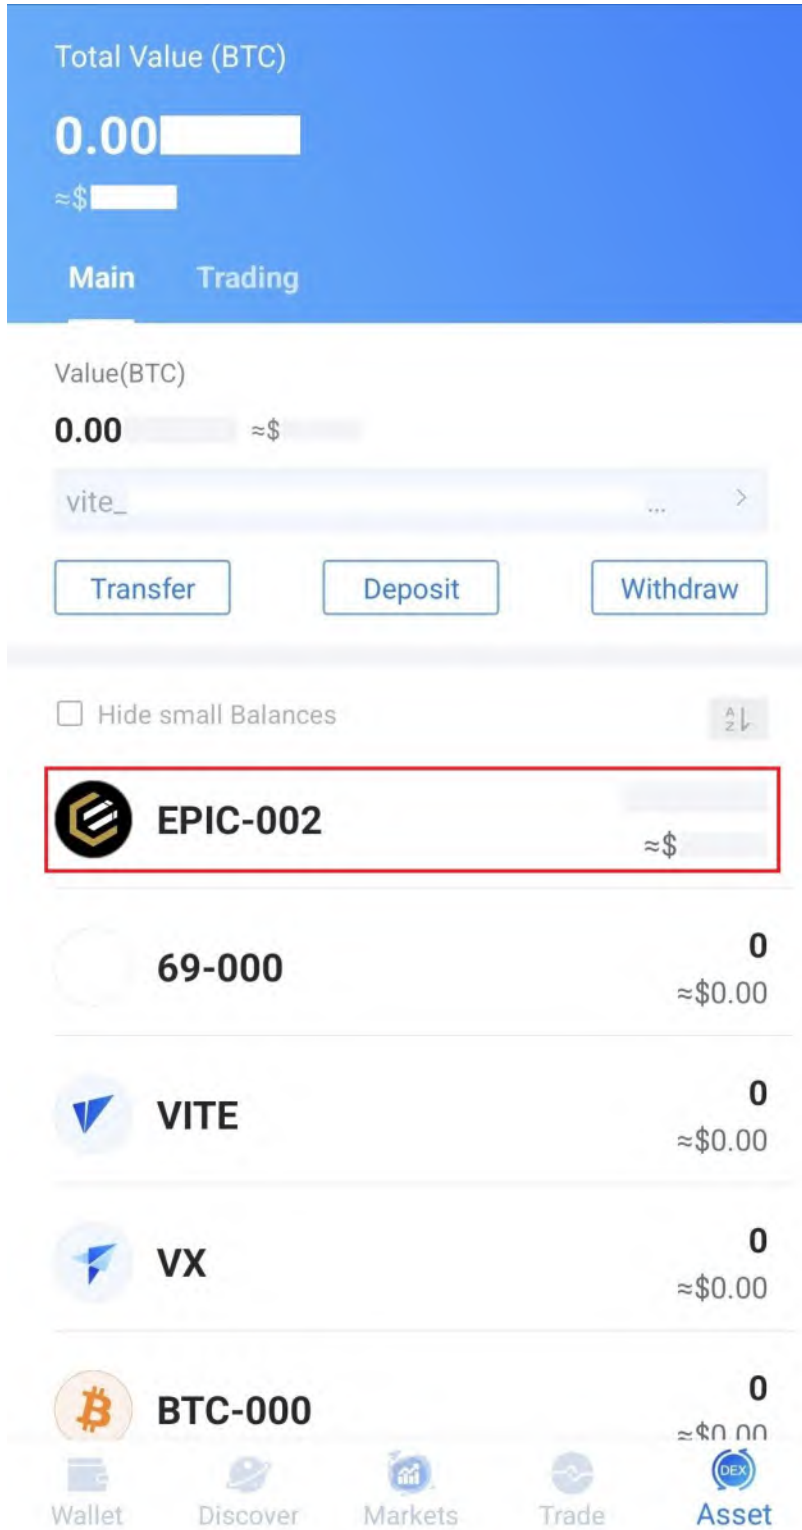 Total Value (BTC)
0.00
≈$
Main Trading
Value(BTC)
0.00 ≈$
vite_ ... >
Transfer Deposit Withdraw
Hide small Balances
EPIC-002
≈$
69-000 0
≈$0.00
VITE 0
≈$0.00
VX 0
≈$0.00
BTC-000 0
≈$0.00
DEX
Wallet Discover Markets Trade Asset